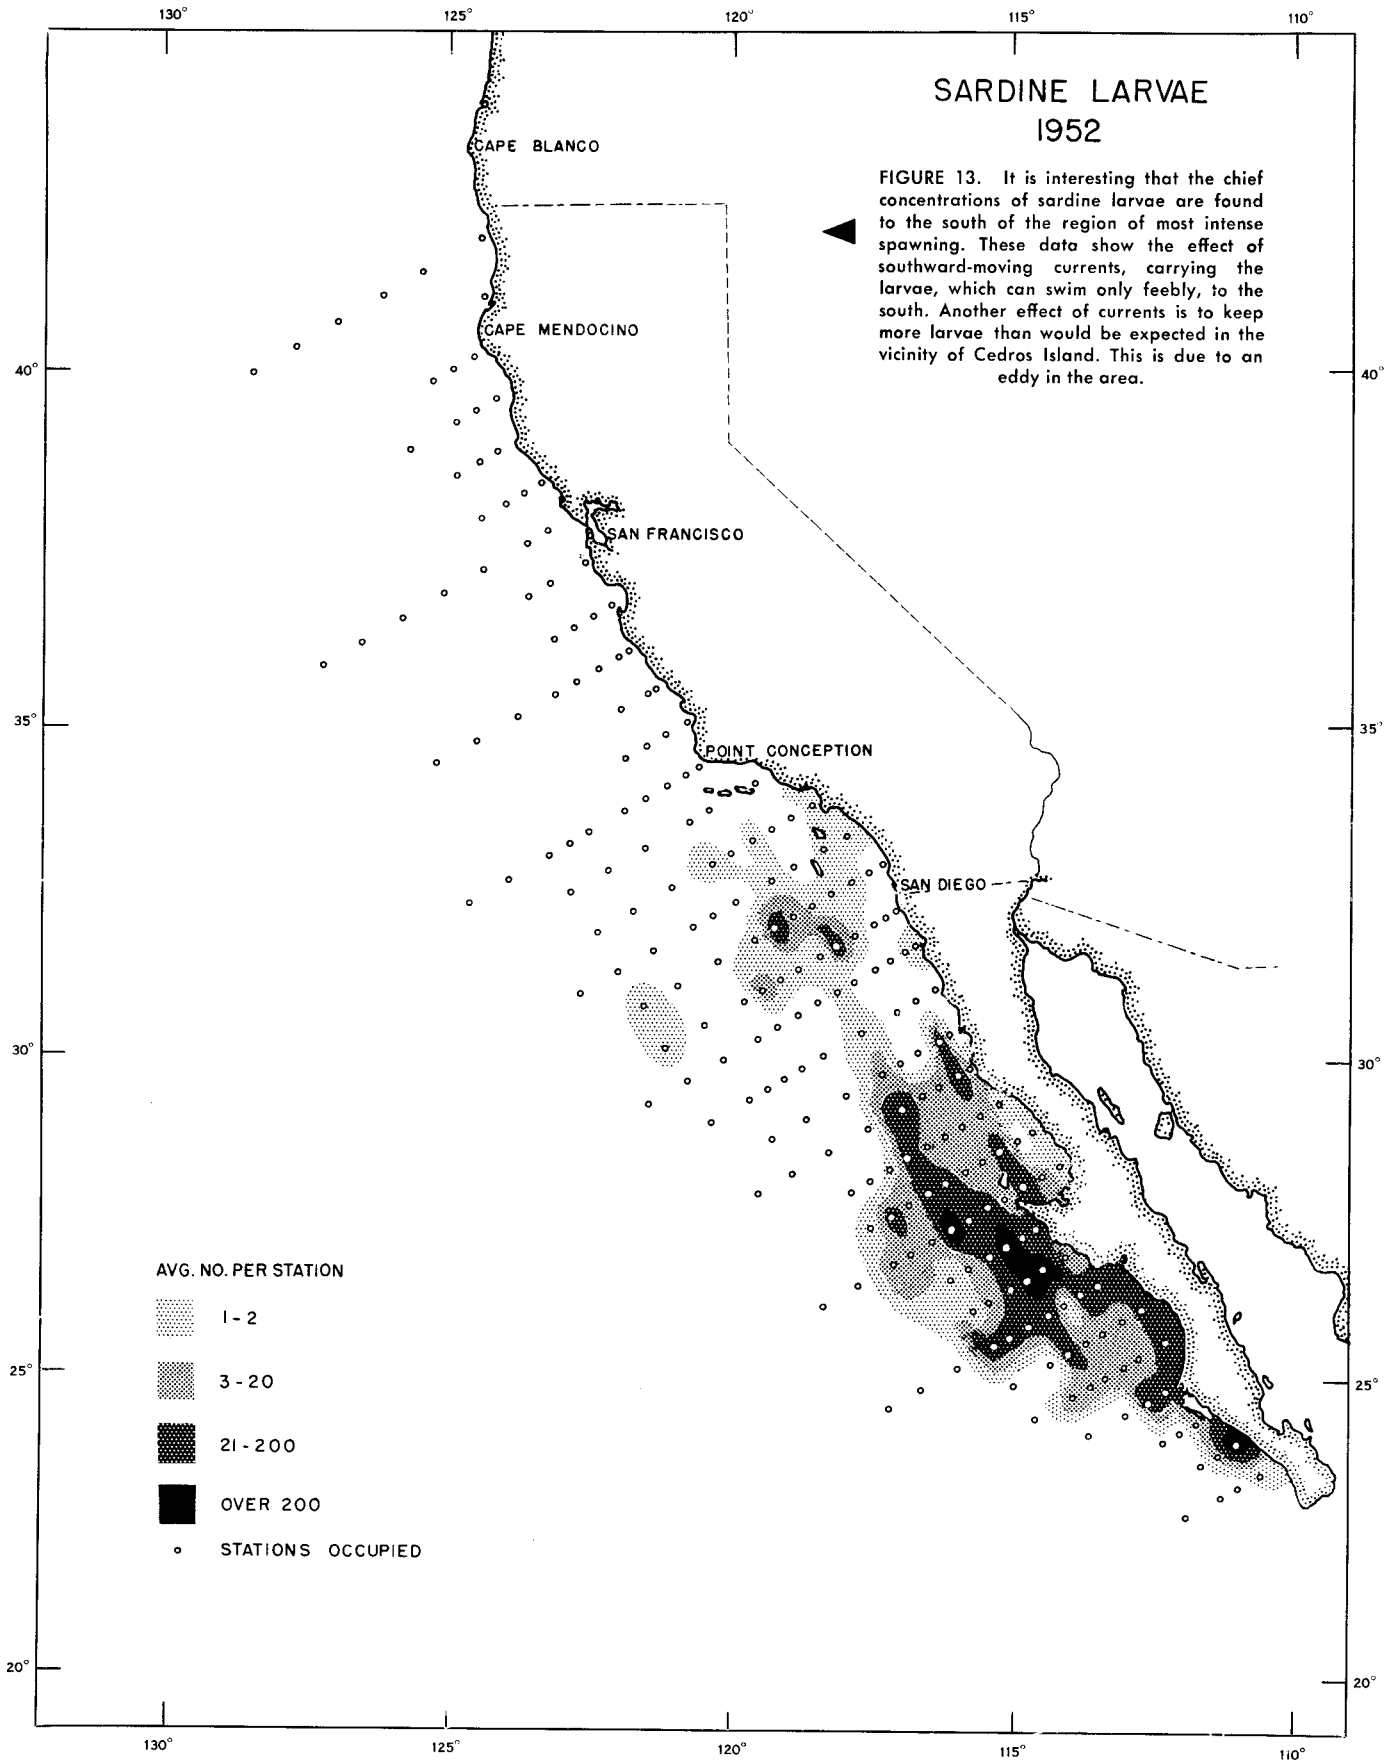 130°
125°
120°
115°
110°
SARDINE LARVAE
1952
CAPE BLANCO
FIGURE 13. It is interesting that the chief
concentrations of sardine larvae are found
to the south of the region of most intense
spawning. These data show the effect of
southward-moving currents, carrying the
larvae, which can swim only feebly, to the
south. Another effect of currents is to keep
more larvae than would be expected in the
vicinity of Cedros Island. This is due to an
eddy in the area.
CAPE MENDOCINO
40°
40°
SAN FRANCISCO
35°
35°
POINT CONCEPTION
SAN DIEGO
30°
30°
AVG. NO. PER STATION
1-2
25°
25°
3-20
21-200
OVER 200
STATIONS OCCUPIED
20°
20°
130°
125°
120°
115°
110°